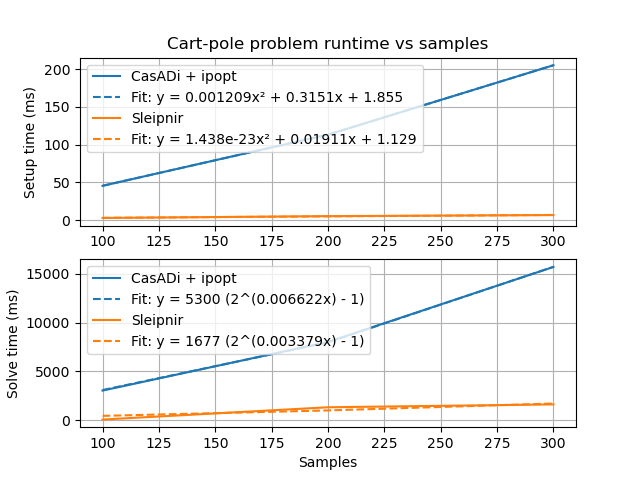 Cart-pole problem runtime vs samples
Setup time (ms)
200
150
100
50
0
CasADi + ipopt
Fit: y = 0.001209x² + 0.3151x + 1.855
Sleipnir
Fit: y = 1.438e-23x² + 0.01911x + 1.129
100 125 150 175 200 225 250 275 300
Solve time (ms)
15000
10000
5000
0
CasADi + ipopt
Fit: y = 5300 (2^(0.006622x) - 1)
Sleipnir
Fit: y = 1677 (2^(0.003379x) - 1)
100 125 150 175 200 225 250 275 300
Samples